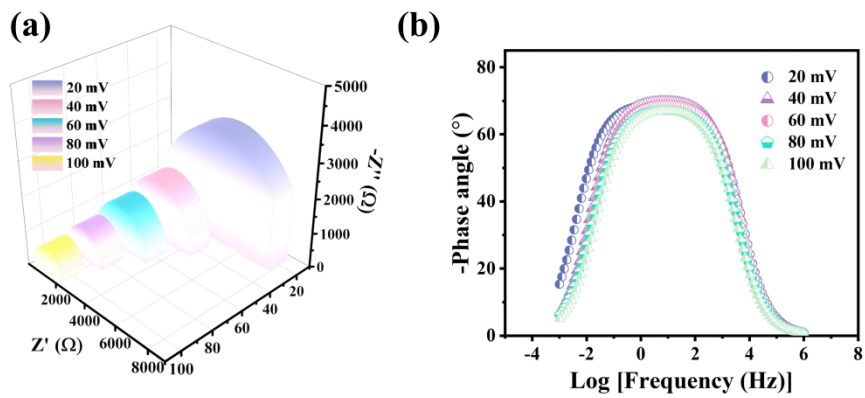 (a)
20 mV
40 mV
60 mV
80 mV
100 mV
5000
4000
3000
2000
1000
0
-Z'' (Ω)
2000
4000
6000
8000
Z' (Ω)
100
80
60
40
20
(b)
80
60
40
20
0
-Phase angle (°)
20 mV
40 mV
60 mV
80 mV
100 mV
-4
-2
0
2
4
6
8
Log [Frequency (Hz)]